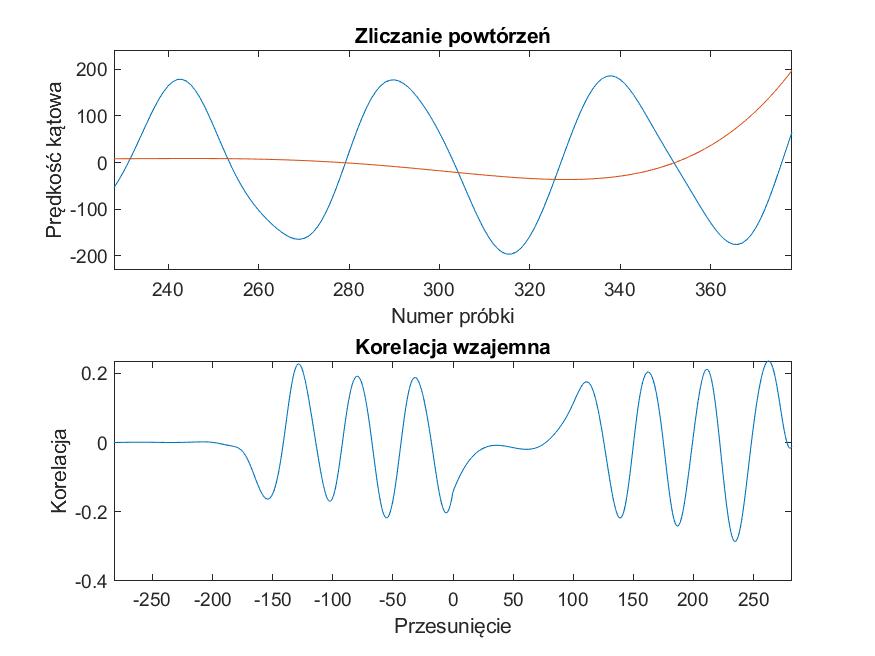 Zliczanie powtórzeń
Prędkość kątowa
200
100
0
-100
-200
240 260 280 300 320 340 360
Numer próbki
Korelacja wzajemna
Korelacja
0.2
0
-0.2
-0.4
-250 -200 -150 -100 -50 0 50 100 150 200 250
Przesunięcie